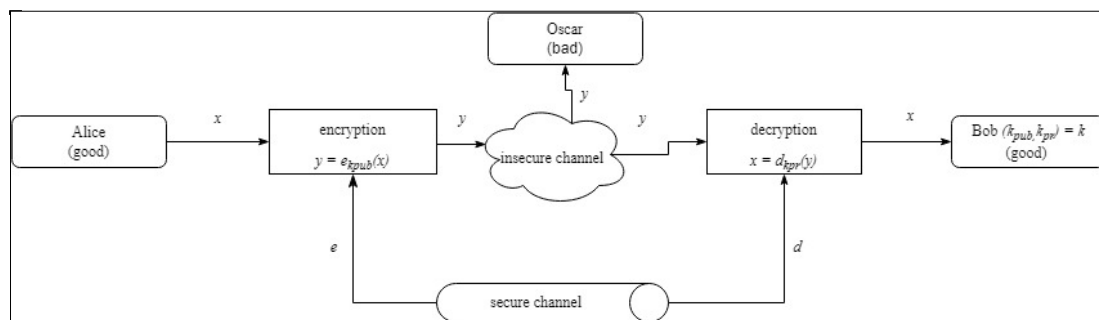 Oscar
(bad)
y
Alice
(good)
x
encryption
y = e_kpub(x)
y
insecure channel
y
decryption
x = d_kpr(y)
x
Bob (k_pub, k_pr) = k
(good)
e
d
secure channel